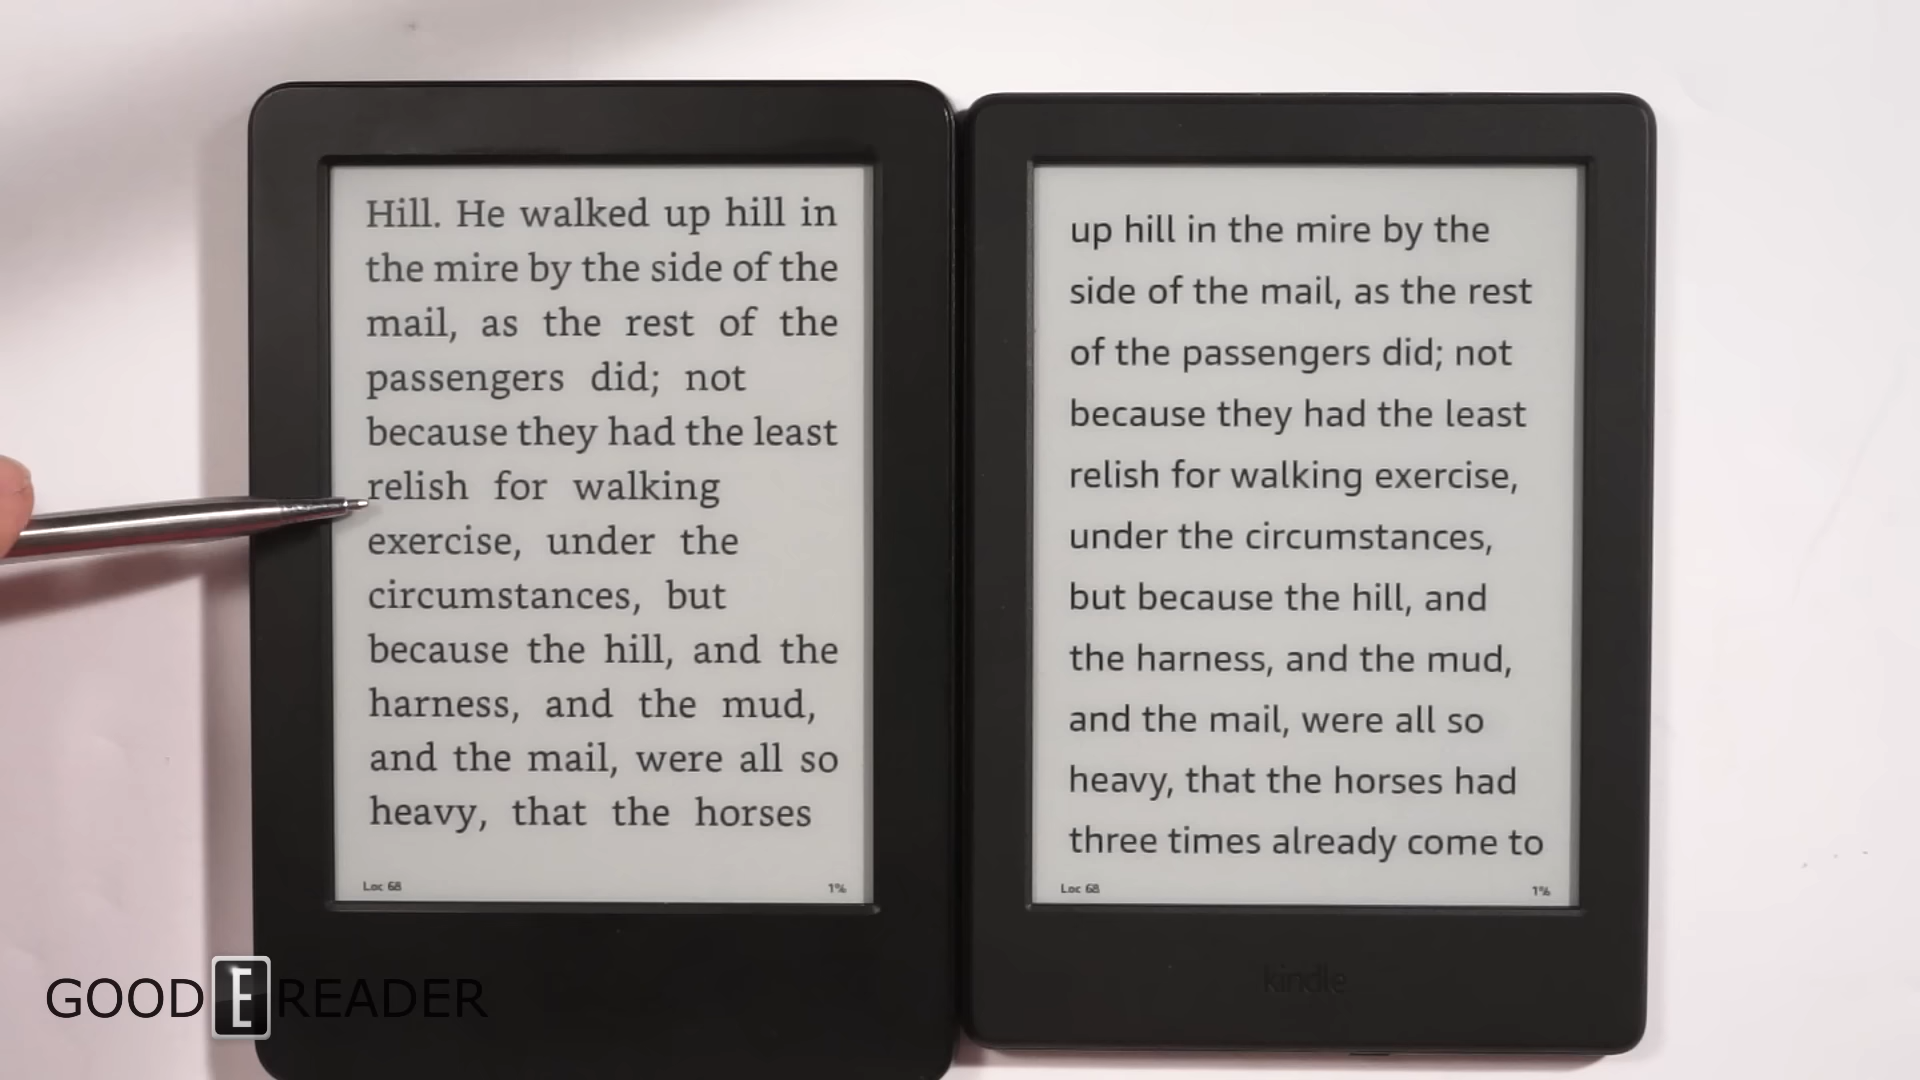 Hill. He walked up hill in
the mire by the side of the
mail, as the rest of the
passengers did; not
because they had the least
relish for walking
exercise, under the
circumstances, but
because the hill, and the
harness, and the mud,
and the mail, were all so
heavy, that the horses
Loc 68 1%
up hill in the mire by the
side of the mail, as the rest
of the passengers did; not
because they had the least
relish for walking exercise,
under the circumstances,
but because the hill, and
the harness, and the mud,
and the mail, were all so
heavy, that the horses had
three times already come to
Loc 68 1%
kindle
GOOD E READER